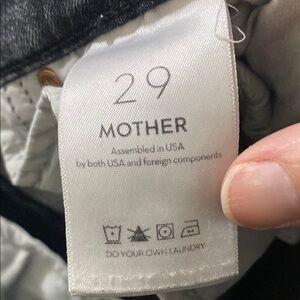 29
MOTHER
Assembled in USA
by both USA and foreign components
DO YOUR OWN LAUNDRY